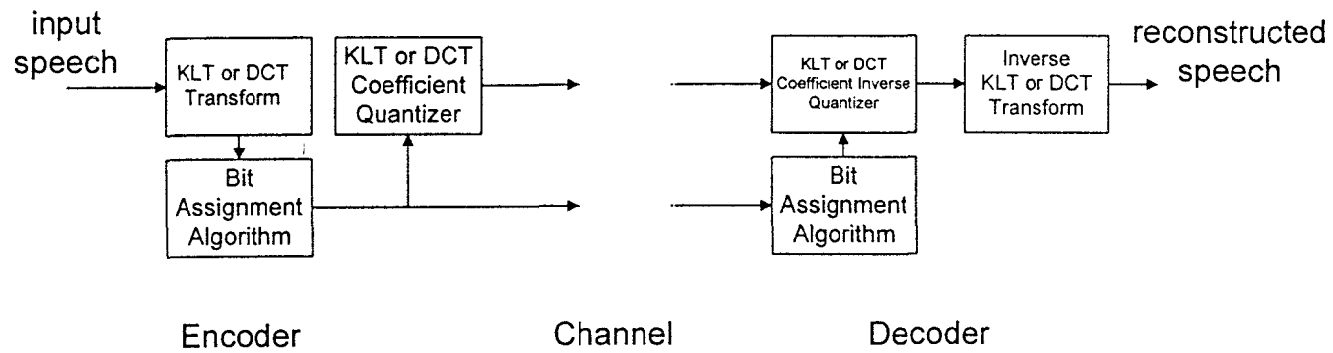 input
speech
KLT or DCT
Transform
KLT or DCT
Coefficient
Quantizer
Bit
Assignment
Algorithm
KLT or DCT
Coefficient Inverse
Quantizer
Inverse
KLT or DCT
Transform
reconstructed
speech
Bit
Assignment
Algorithm
Encoder
Channel
Decoder